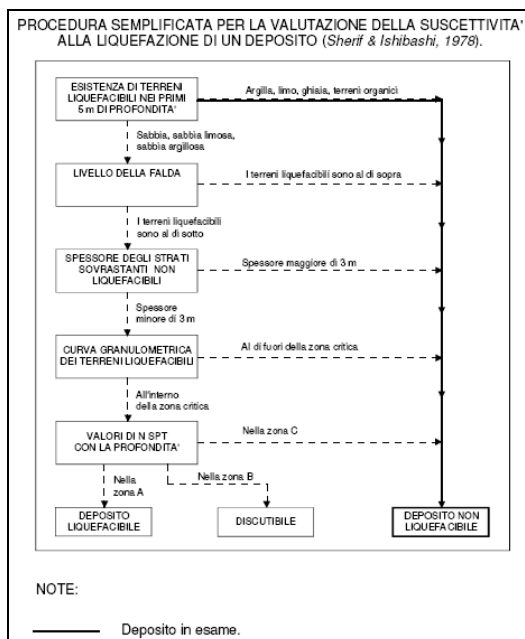 PROCEDURA SEMPLIFICATA PER LA VALUTAZIONE DELLA SUSCETTIVITA'
ALLA LIQUEFAZIONE DI UN DEPOSITO (Sherif & Ishibashi, 1978).
ESISTENZA DI TERRENI
LIQUEFACIBILI NEI PRIMI
5 m DI PROFONDITA'
Argilla, limo, ghiaia, terreni organici
Sabbia, sabbia limosa,
sabbia argillosa
LIVELLO DELLA FALDA
I terreni liquefacibili sono al di sopra
I terreni liquefacibili
sono al di sotto
SPESSORE DEGLI STRATI
SOVRASTANTI NON
LIQUEFACIBILI
Spessore maggiore di 3 m
Spessore
minore di 3 m
CURVA GRANULOMETRICA
DEI TERRENI LIQUEFACIBILI
Al di fuori della zona critica
All'interno
della zona critica
VALORI DI N SPT
CON LA PROFONDITA'
Nella zona C
Nella
zona A
Nella zona B
DEPOSITO
LIQUEFACIBILE
DISCUTIBILE
DEPOSITO NON
LIQUEFACIBILE
NOTE:
Deposito in esame.